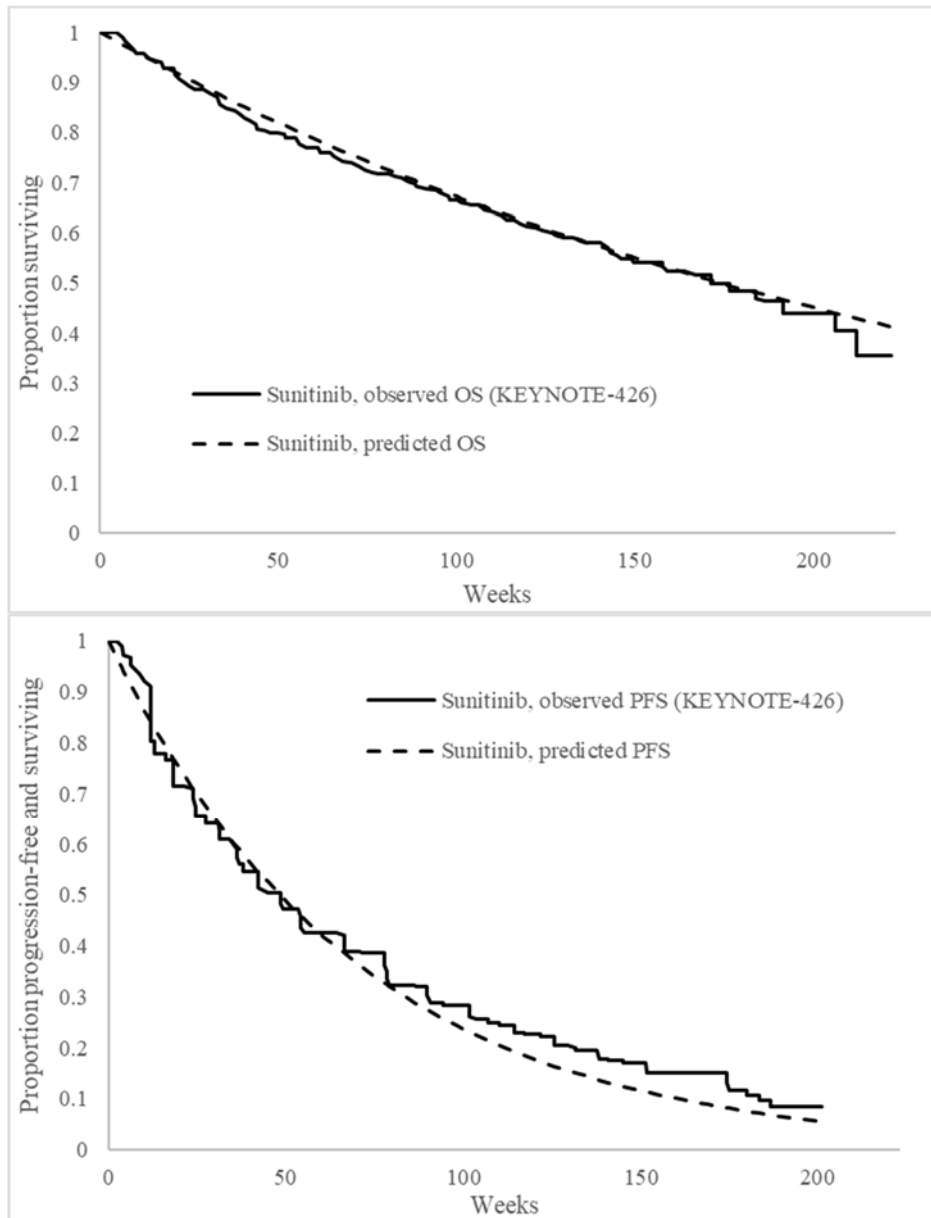 1
0.9
0.8
0.7
0.6
0.5
0.4
0.3
0.2
0.1
0
Proportion surviving
Sunitinib, observed OS (KEYNOTE-426)
Sunitinib, predicted OS
0 50 100 150 200
Weeks
1
0.9
0.8
0.7
0.6
0.5
0.4
0.3
0.2
0.1
0
Proportion progression-free and surviving
Sunitinib, observed PFS (KEYNOTE-426)
Sunitinib, predicted PFS
0 50 100 150 200
Weeks